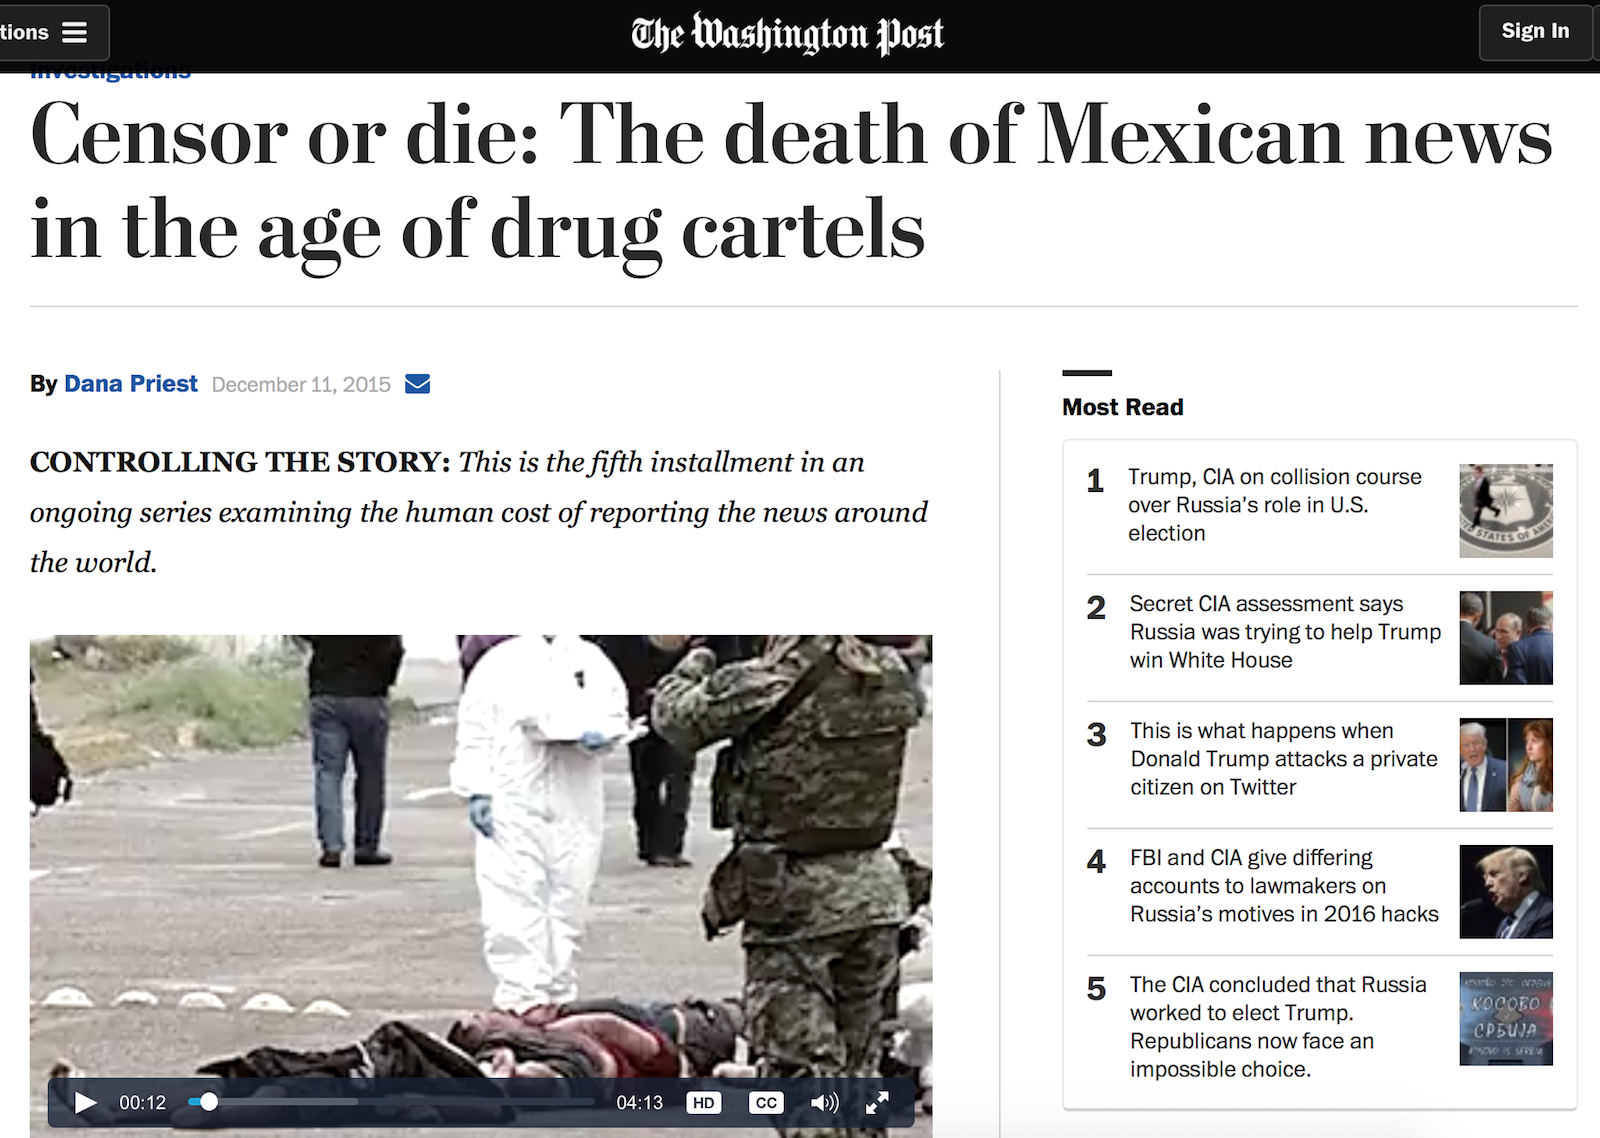 tions
The Washington Post
Sign In
Investigations
Censor or die: The death of Mexican news
in the age of drug cartels
By Dana Priest December 11, 2015
CONTROLLING THE STORY: This is the fifth installment in an
ongoing series examining the human cost of reporting the news around
the world.
00:12
04:13
HD
CC
Most Read
1
Trump, CIA on collision course
over Russia's role in U.S.
election
STATES OF AME
2
Secret CIA assessment says
Russia was trying to help Trump
win White House
3
This is what happens when
Donald Trump attacks a private
citizen on Twitter
4
FBI and CIA give differing
accounts to lawmakers on
Russia's motives in 2016 hacks
5
The CIA concluded that Russia
worked to elect Trump.
Republicans now face an
impossible choice.
КОСОВО
СРБИЈА